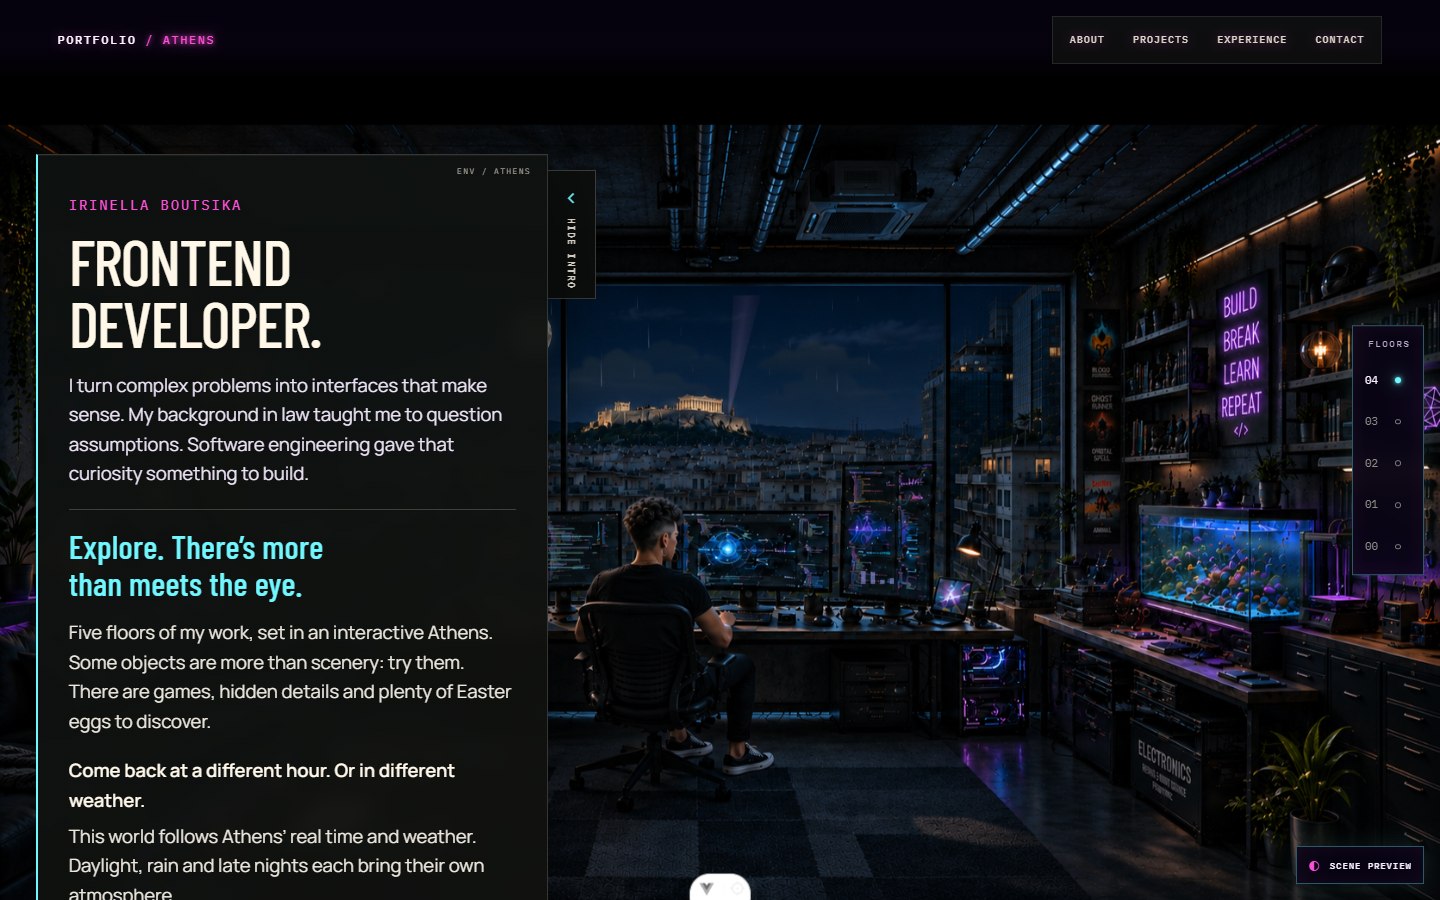 PORTFOLIO / ATHENS
ABOUT PROJECTS EXPERIENCE CONTACT
ENV / ATHENS
IRINELLA BOUTSIKA
FRONTEND
DEVELOPER.
I turn complex problems into interfaces that make
sense. My background in law taught me to question
assumptions. Software engineering gave that
curiosity something to build.
Explore. There’s more
than meets the eye.
Five floors of my work, set in an interactive Athens.
Some objects are more than scenery: try them.
There are games, hidden details and plenty of Easter
eggs to discover.
Come back at a different hour. Or in different
weather.
This world follows Athens’ real time and weather.
Daylight, rain and late nights each bring their own
atmosphere
HIDE INTRO
BUILD
BREAK
LEARN
REPEAT
</>
FLOORS
04
03
02
01
00
ELECTRONICS
SCENE PREVIEW